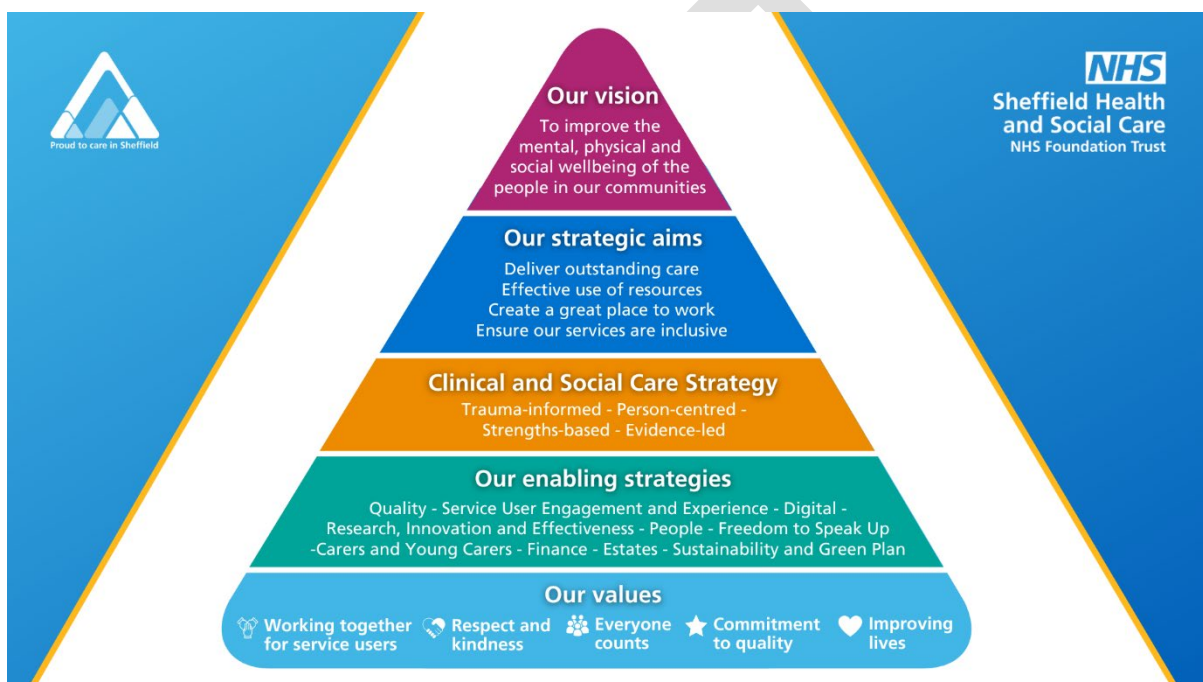 Proud to care in Sheffield
NHS
Sheffield Health
and Social Care
NHS Foundation Trust
Our vision
To improve the
mental, physical and
social wellbeing of the
people in our communities
Our strategic aims
Deliver outstanding care
Effective use of resources
Create a great place to work
Ensure our services are inclusive
Clinical and Social Care Strategy
Trauma-informed - Person-centred -
Strengths-based - Evidence-led
Our enabling strategies
Quality - Service User Engagement and Experience - Digital -
Research, Innovation and Effectiveness - People - Freedom to Speak Up
-Carers and Young Carers - Finance - Estates - Sustainability and Green Plan
Our values
Working together
for service users
Respect and
kindness
Everyone
counts
Commitment
to quality
Improving
lives